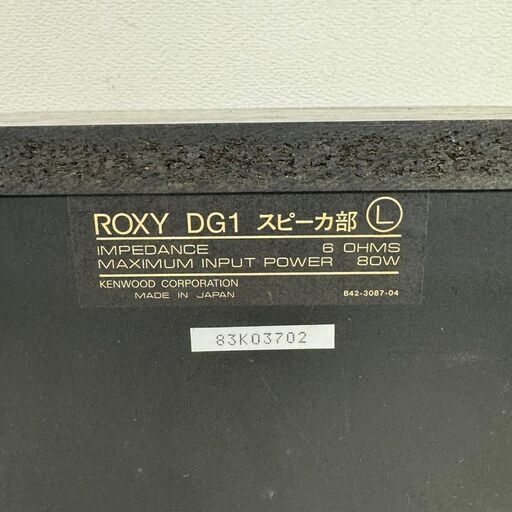 ROXY DG1 スピーカ部 Ⓛ
IMPEDANCE 6 OHMS
MAXIMUM INPUT POWER 80W
KENWOOD CORPORATION
MADE IN JAPAN B42-3087-04
83K03702